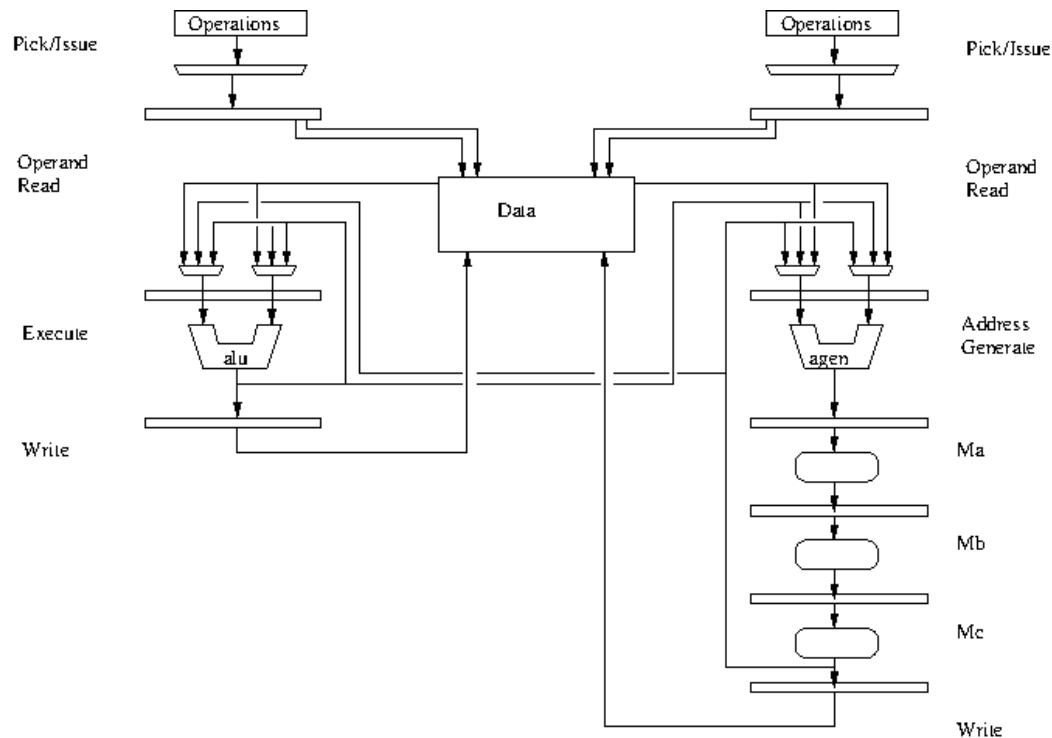 Operations
Operations
Pick/Issue
Pick/Issue
Operand
Read
Operand
Read
Data
Execute
alu
Address
Generate
agen
Write
Ma
Mb
Mc
Write